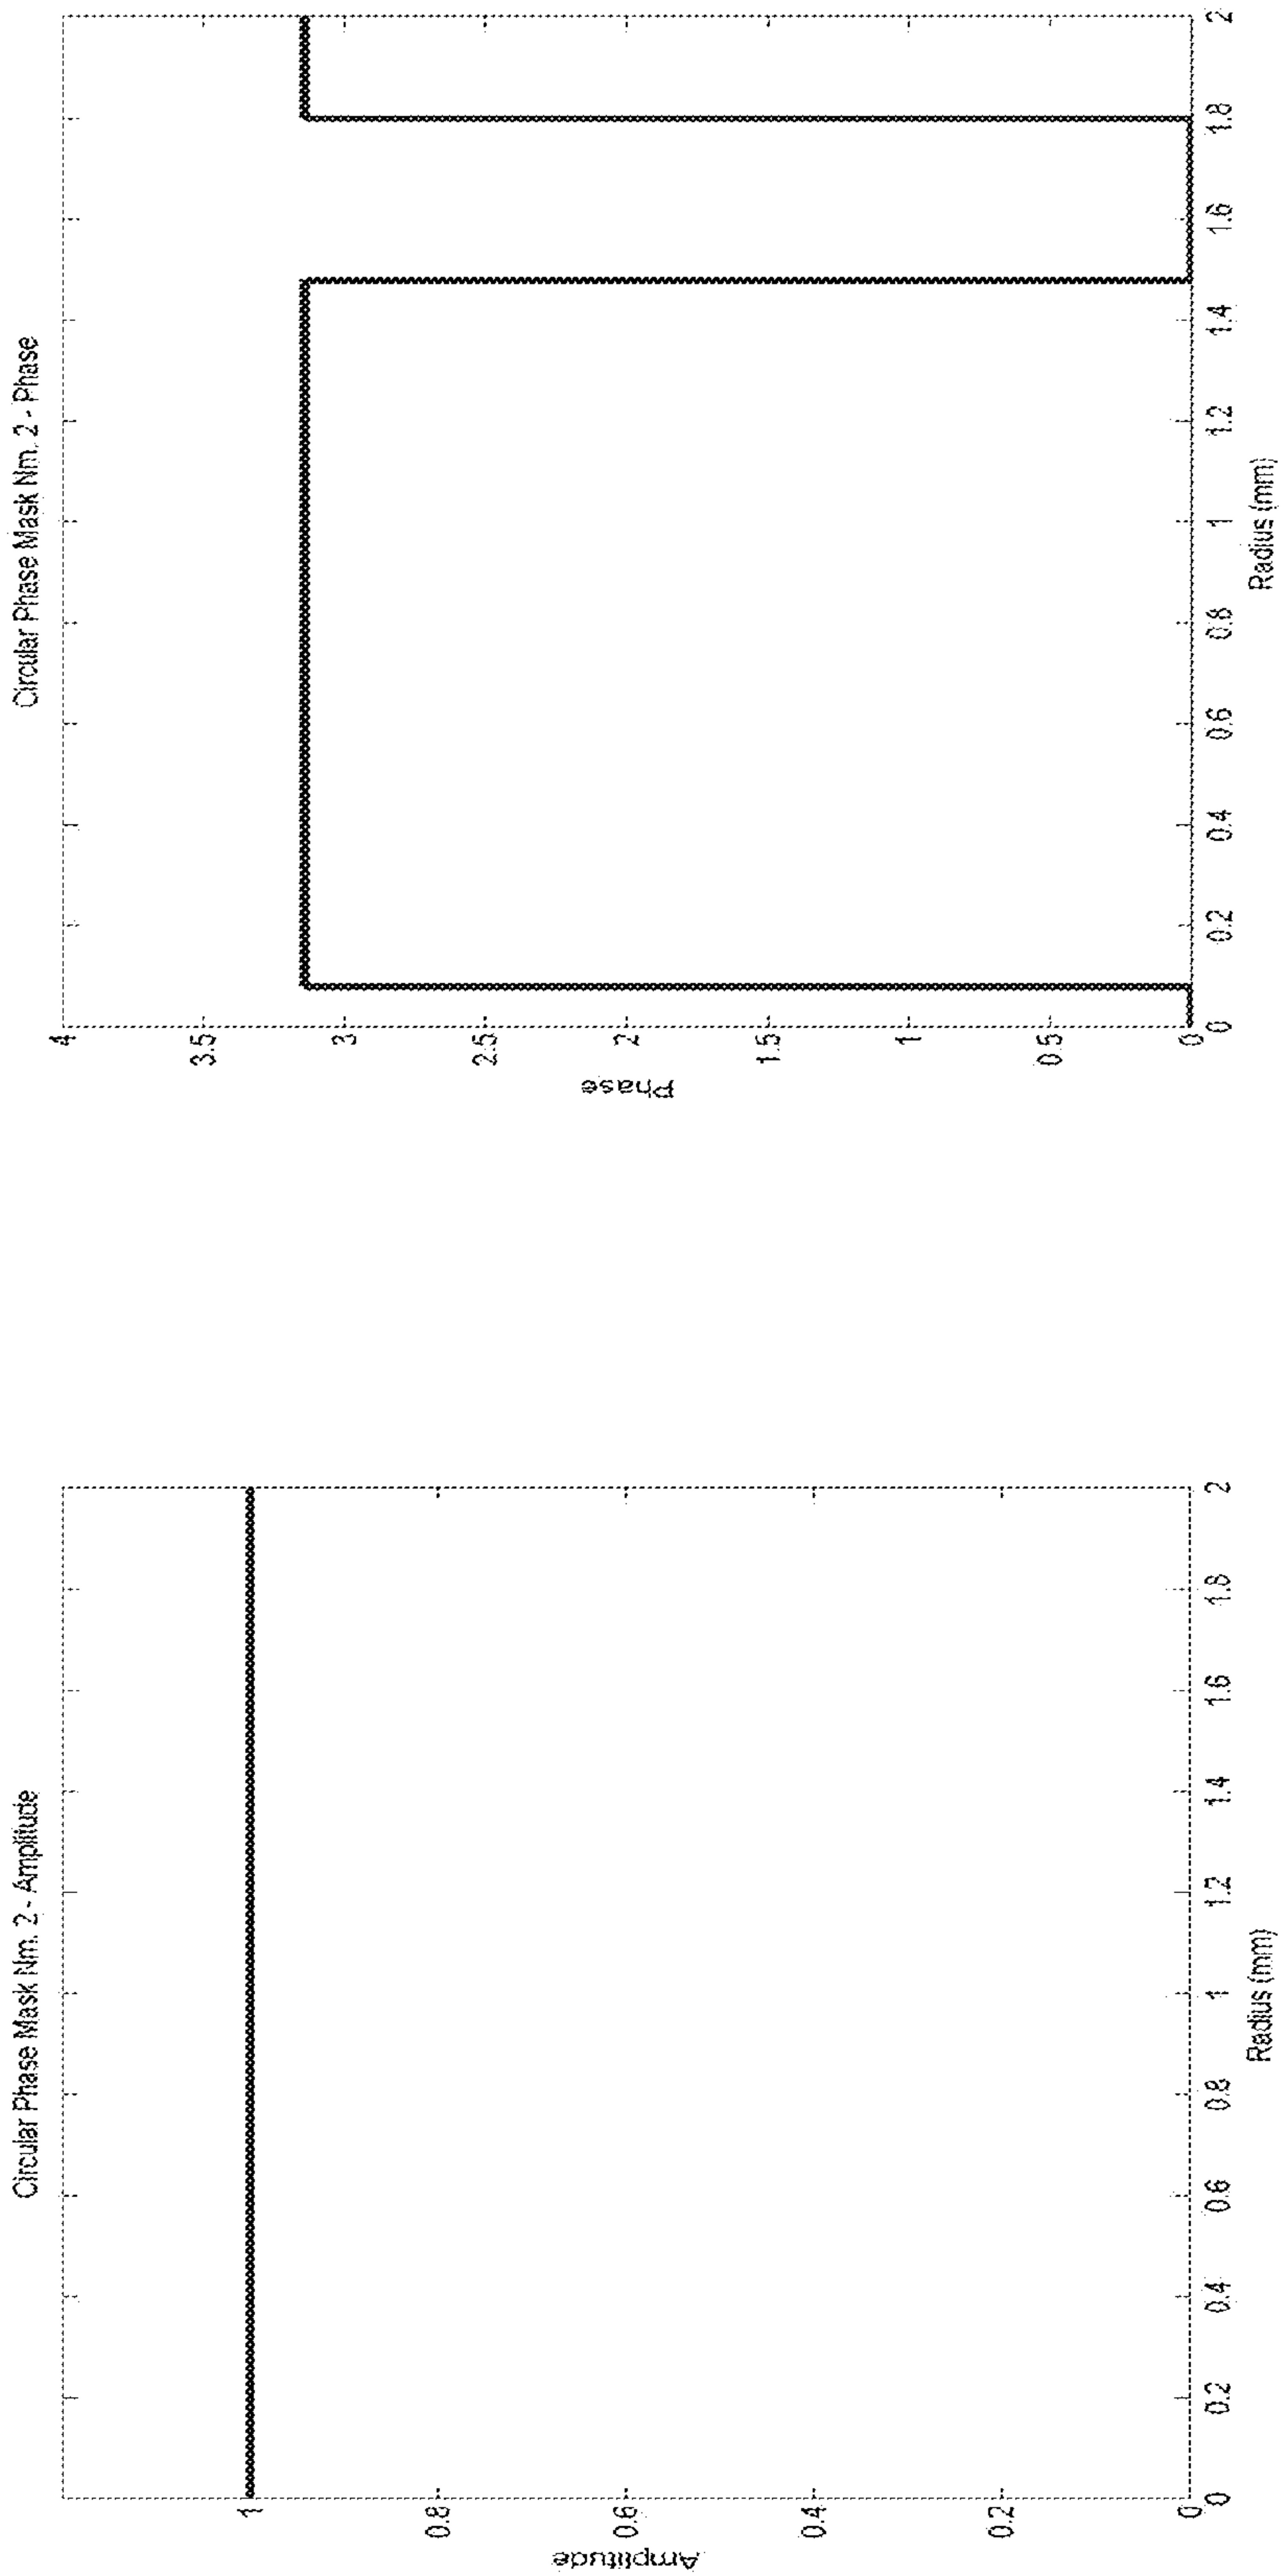 Circular Phase Mask Nm. 2 - Amplitude
1
0.8
0.6
0.4
0.2
0
Amplitude
0 0.2 0.4 0.6 0.8 1 1.2 1.4 1.6 1.8 2
Radius (mm)
Circular Phase Mask Nm. 2 - Phase
4
3.5
3
2.5
2
1.5
1
0.5
0
Phase
0 0.2 0.4 0.6 0.8 1 1.2 1.4 1.6 1.8 2
Radius (mm)